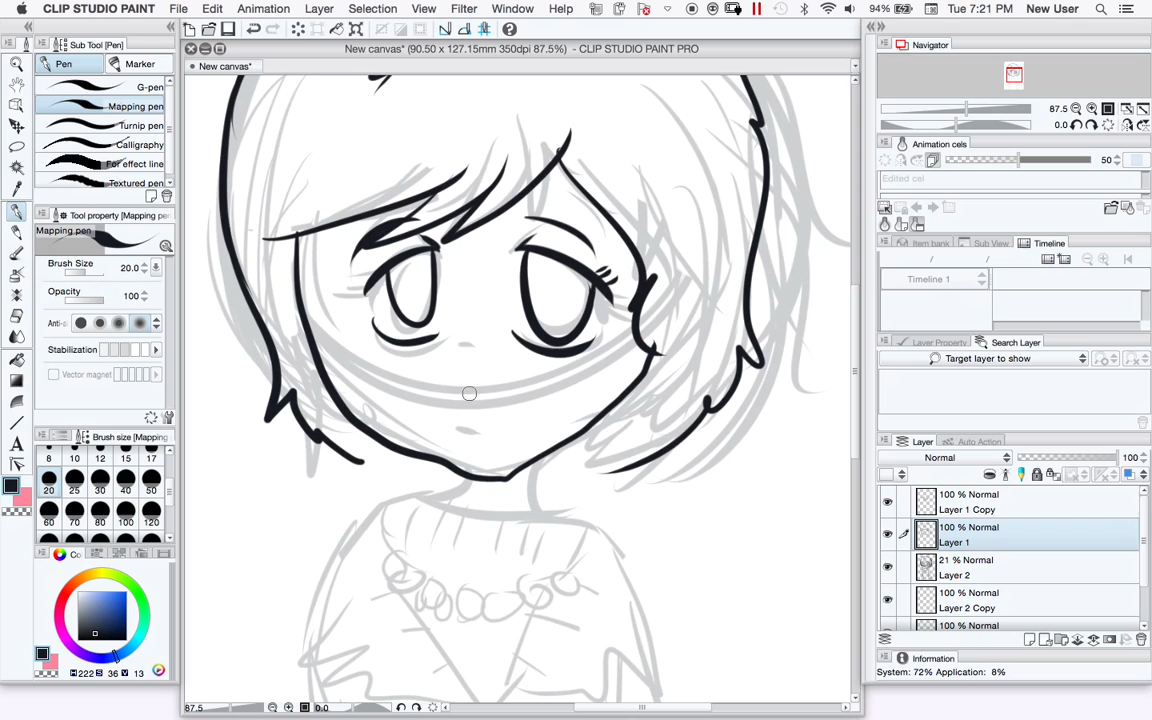 CLIP STUDIO PAINT File Edit Animation Layer Selection View Filter Window Help 94% Tue 7:21 PM New User
Sub Tool [Pen]
New canvas* (90.50 x 127.15mm 350dpi 87.5%) - CLIP STUDIO PAINT PRO
Navigator
New canvas*
Pen Marker
G-pen
Mapping pen
Turnip pen
Calligraphy
For effect line
Textured pen
87.5
0.0
Animation cels
50
Edited cel
Tool property [Mapping pen
Mapping pen
Item bank Sub View Timeline
Brush Size 20.0
/ /
Timeline 1
Opacity 100
Anti-a
Stabilization
Layer Property Search Layer
Target layer to show
Vector magnet
Brush size [Mapping
8 10 12 15 17
20 25 30 40 50
60 70 80 100 120
Layer Auto Action
Normal 100
100 % Normal
Layer 1 Copy
100 % Normal
Layer 1
21 % Normal
Layer 2
100 % Normal
Layer 2 Copy
100 % Normal
Co
H 222 S 36 V 13
Information
System: 72% Application: 8%
87.5 0.0